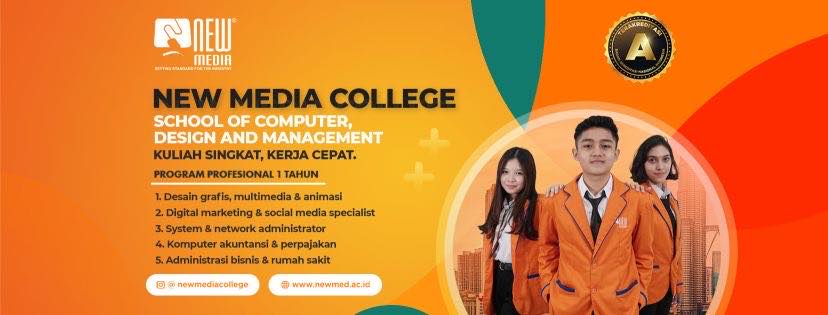 NEW
MEDIA
SETTING STANDARD FOR THE INDUSTRY
NEW MEDIA COLLEGE
SCHOOL OF COMPUTER,
DESIGN AND MANAGEMENT
KULIAH SINGKAT, KERJA CEPAT.
PROGRAM PROFESIONAL 1 TAHUN
1. Desain grafis, multimedia & animasi
2. Digital marketing & social media specialist
3. System & network administrator
4. Komputer akuntansi & perpajakan
5. Administrasi bisnis & rumah sakit
@ newmediacollege
www.newmed.ac.id
TERAKREDITASI
A